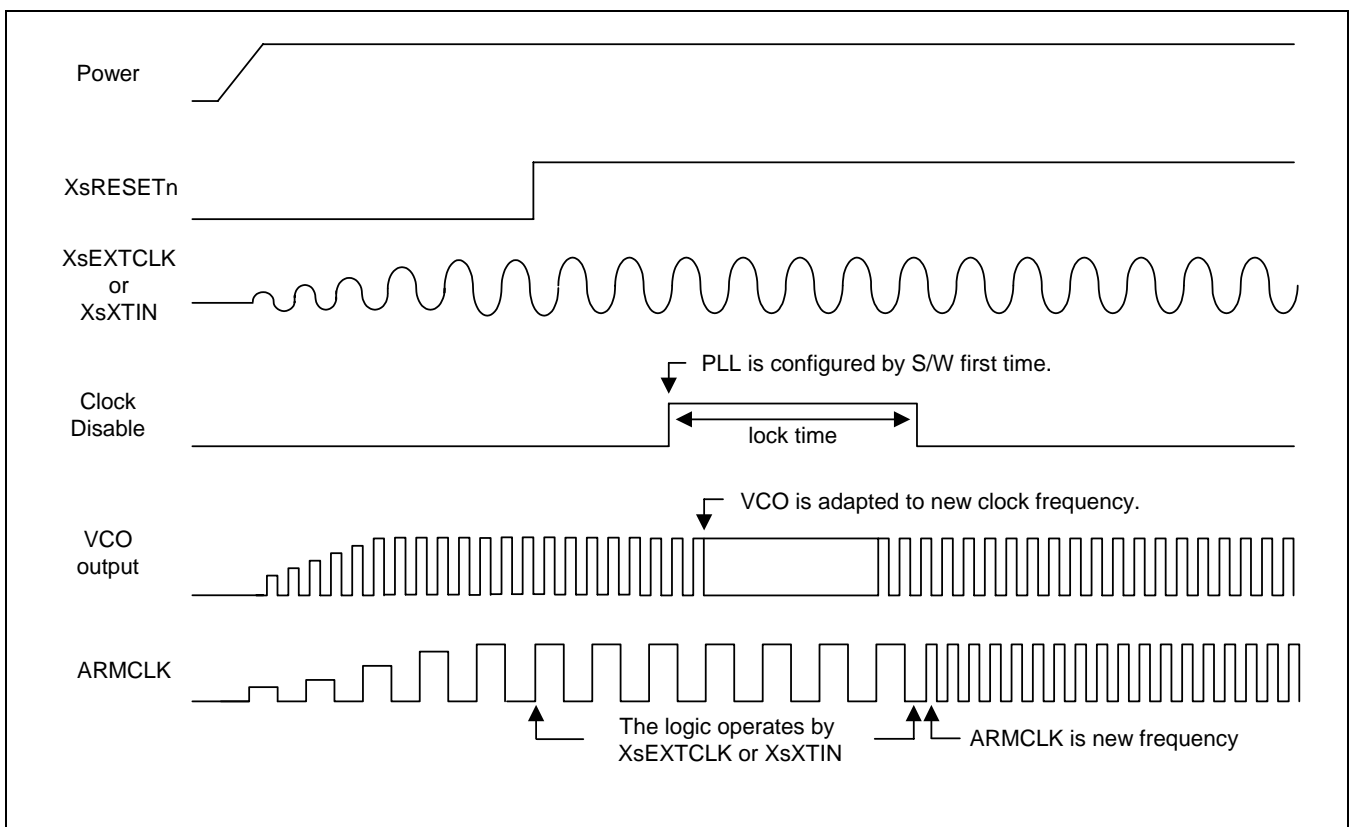 Power
XsRESETn
XsEXTCLK
or
XsXTIN
PLL is configured by S/W first time.
Clock
Disable
lock time
VCO is adapted to new clock frequency.
VCO
output
ARMCLK
The logic operates by
XsEXTCLK or XsXTIN
ARMCLK is new frequency